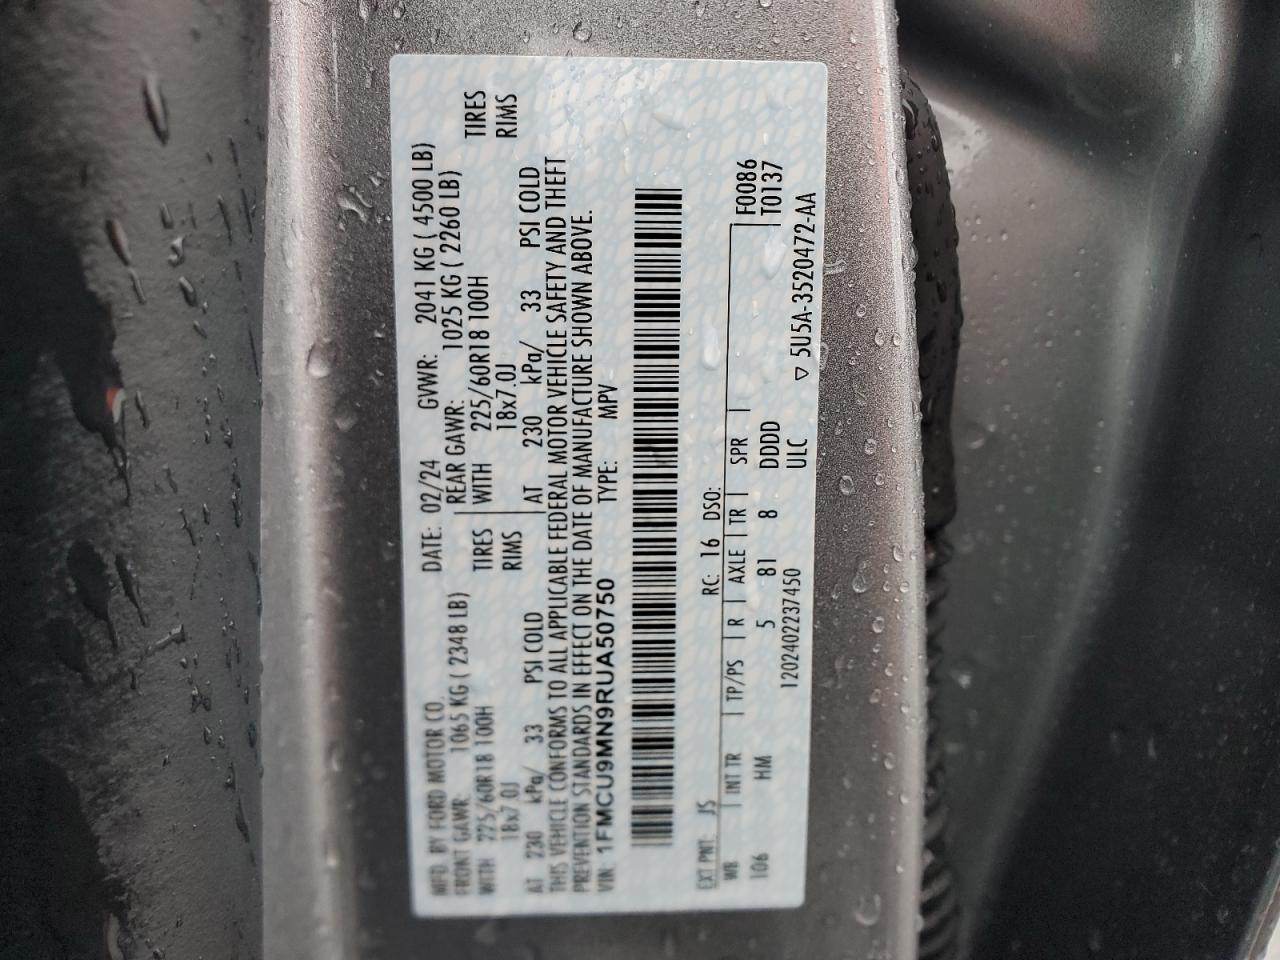 MFD. BY FORD MOTOR CO. DATE: 02/24 GVWR: 2041 KG ( 4500 LB)
FRONT GAWR: 1065 KG ( 2348 LB) REAR GAWR: 1025 KG ( 2260 LB)
WITH 225/60R18 100H TIRES WITH 225/60R18 100H TIRES
18x7.0J RIMS 18x7.0J RIMS
AT 230 kPa/ 33 PSI COLD AT 230 kPa/ 33 PSI COLD
THIS VEHICLE CONFORMS TO ALL APPLICABLE FEDERAL MOTOR VEHICLE SAFETY AND THEFT
PREVENTION STANDARDS IN EFFECT ON THE DATE OF MANUFACTURE SHOWN ABOVE.
VIN: 1FMCU9MN9RUA50750 TYPE: MPV
EXT PNT: JS RC: 16 DSO:
WB INT TR TP/PS R AXLE TR SPR F0086
106 HM 5 81 8 DDDD T0137
1202402237450 ULC
▽ 5U5A-3520472-AA